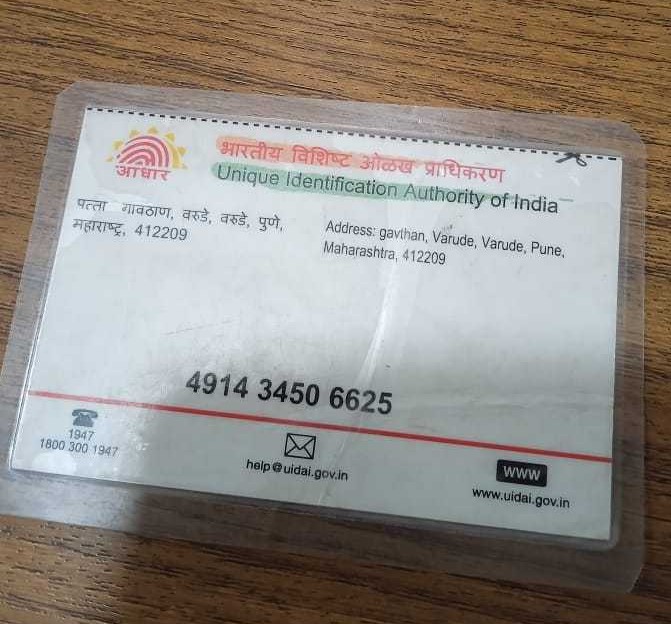 आधार
भारतीय विशिष्ट ओळख प्राधिकरण
Unique Identification Authority of India
पत्ता गावठाण, वरुडे, वरुडे, पुणे,
महाराष्ट्र, 412209
Address: gavthan, Varude, Varude, Pune,
Maharashtra, 412209
4914 3450 6625
1947
1800 300 1947
help@uidai.gov.in
WWW
www.uidai.gov.in